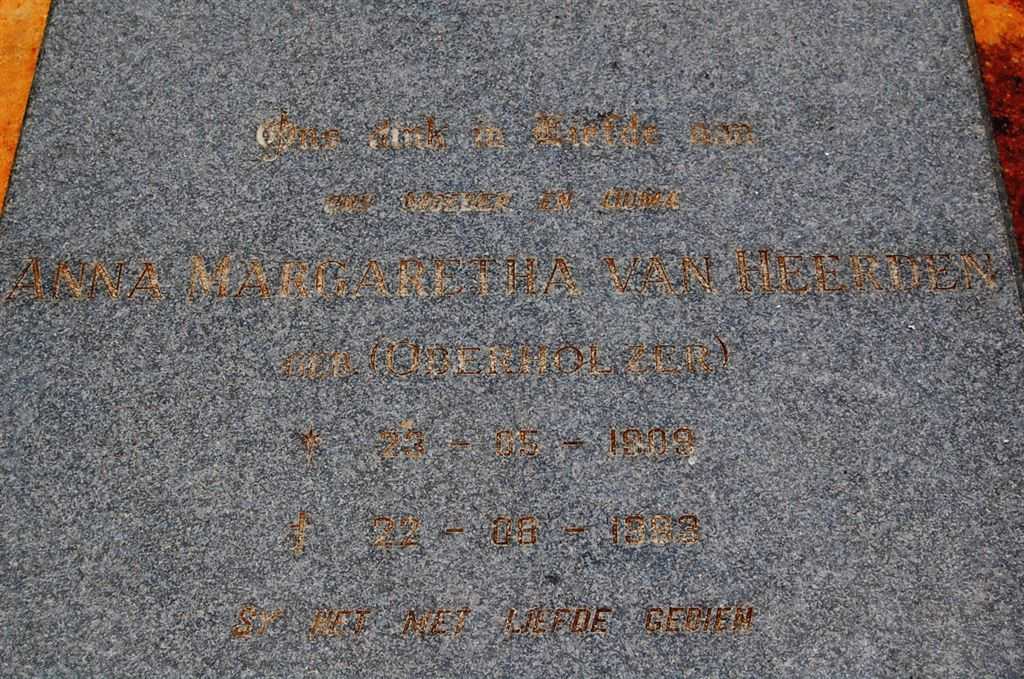 Ons dink in Liefde aan
ONS MOEDER EN OUMA
ANNA MARGARETHA VAN HEERDEN
GEB. (OBERHOLZER)
★ 23 - 05 - 1909
† 22 - 08 - 1993
SY HET MET LIEFDE GEDIEN